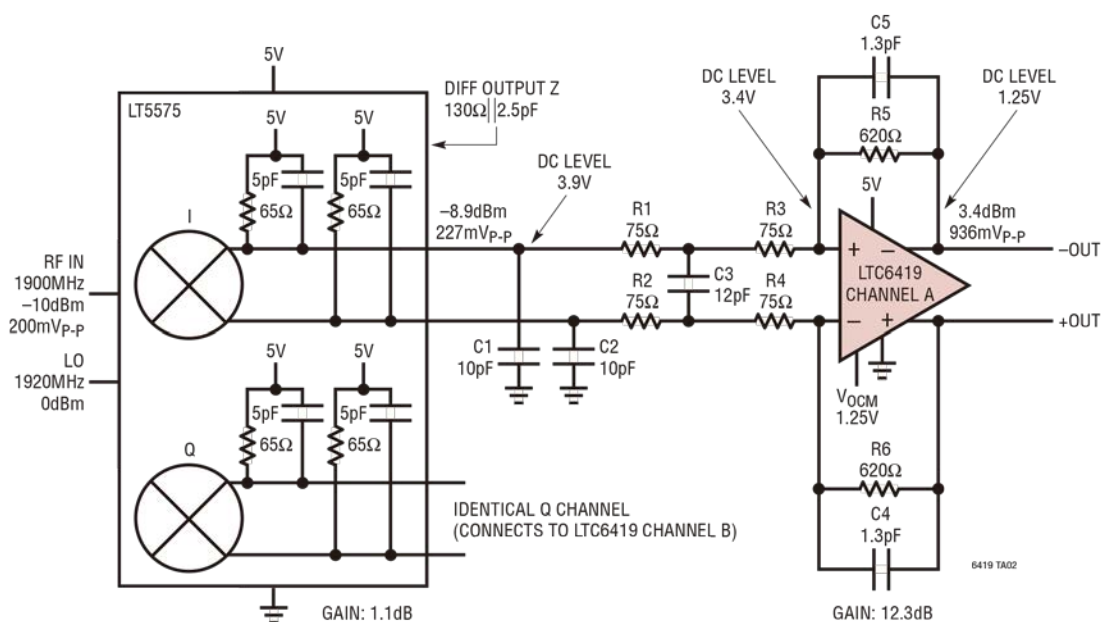 5V
LT5575
DIFF OUTPUT Z
130Ω||2.5pF
5V
5V
5pF
65Ω
5pF
65Ω
I
RF IN
1900MHz
–10dBm
200mVP-P
LO
1920MHz
0dBm
–8.9dBm
227mVP-P
DC LEVEL
3.9V
R1
75Ω
R2
75Ω
C1
10pF
C2
10pF
C3
12pF
R3
75Ω
R4
75Ω
DC LEVEL
3.4V
C5
1.3pF
R5
620Ω
5V
DC LEVEL
1.25V
3.4dBm
936mVP-P
+ –
LTC6419
CHANNEL A
– +
–OUT
+OUT
VOCM
1.25V
R6
620Ω
C4
1.3pF
5V
5V
5pF
65Ω
5pF
65Ω
Q
IDENTICAL Q CHANNEL
(CONNECTS TO LTC6419 CHANNEL B)
6419 TA02
GAIN: 1.1dB
GAIN: 12.3dB